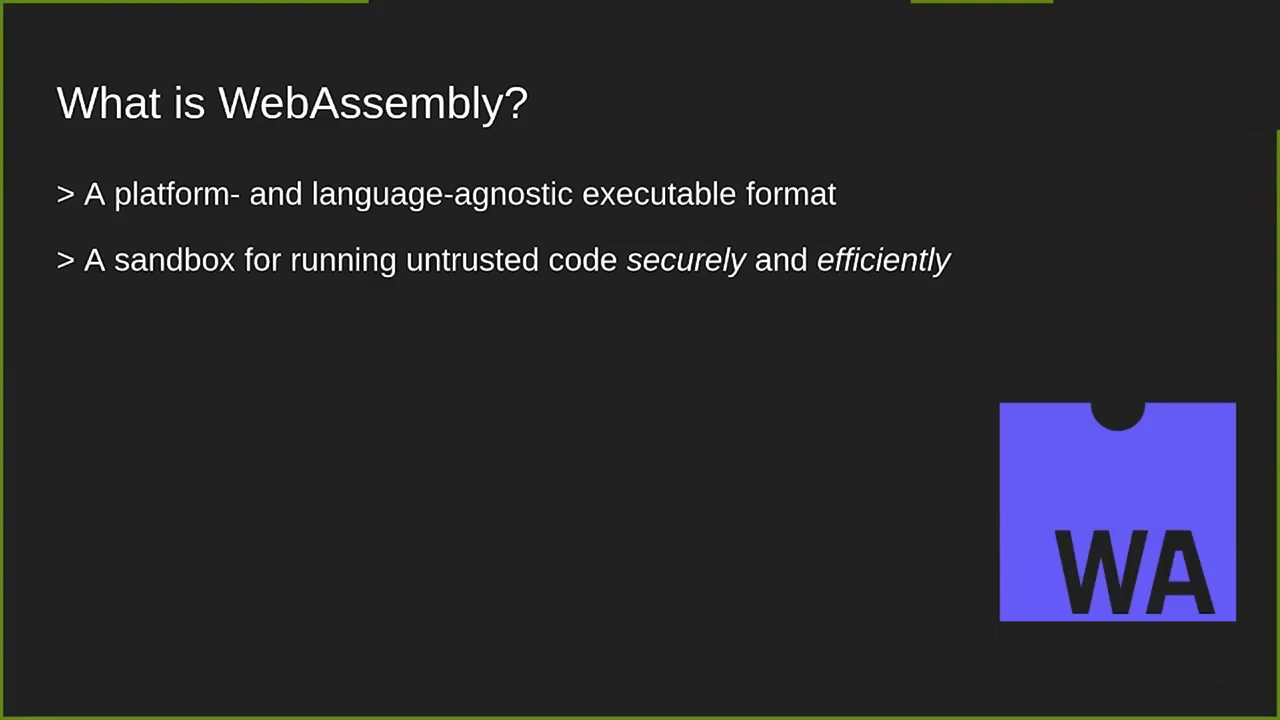 What is WebAssembly?
> A platform- and language-agnostic executable format
> A sandbox for running untrusted code securely and efficiently
WA